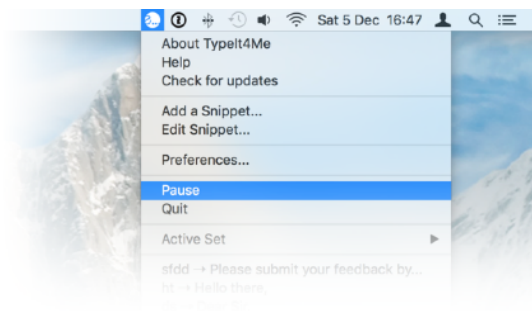 Sat 5 Dec 16:47
About TypeIt4Me
Help
Check for updates
Add a Snippet...
Edit Snippet...
Preferences...
Pause
Quit
Active Set
sfdd → Please submit your feedback by...
ht → Hello there,